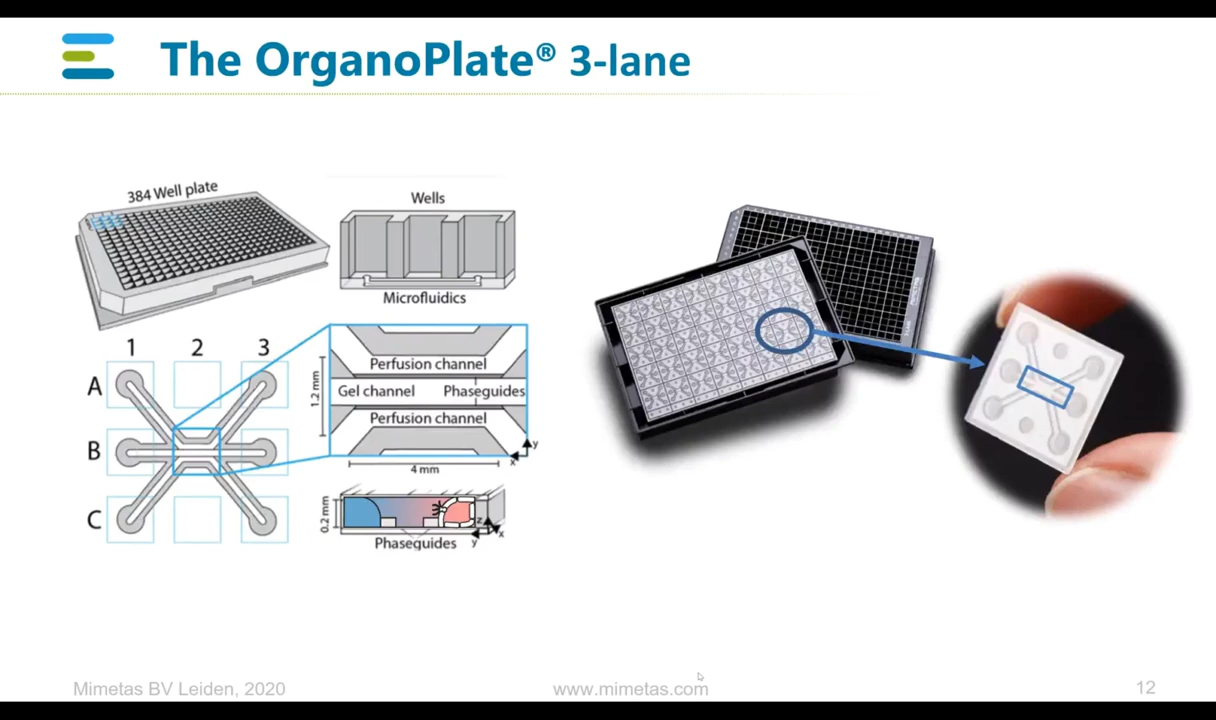 The OrganoPlate® 3-lane
384 Well plate
Wells
Microfluidics
1 2 3
A
B
C
Perfusion channel
Gel channel Phaseguides
Perfusion channel
1.2 mm
4 mm
y
x
0.2 mm
z
x
y
Phaseguides
Mimetas BV Leiden, 2020
www.mimetas.com
12